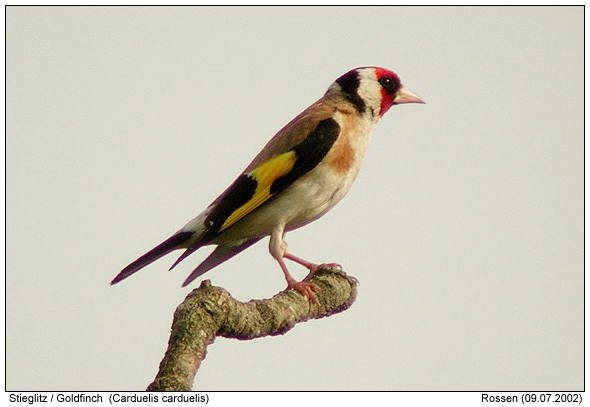 Stieglitz / Goldfinch (Carduelis carduelis) Rossen (09.07.2002)